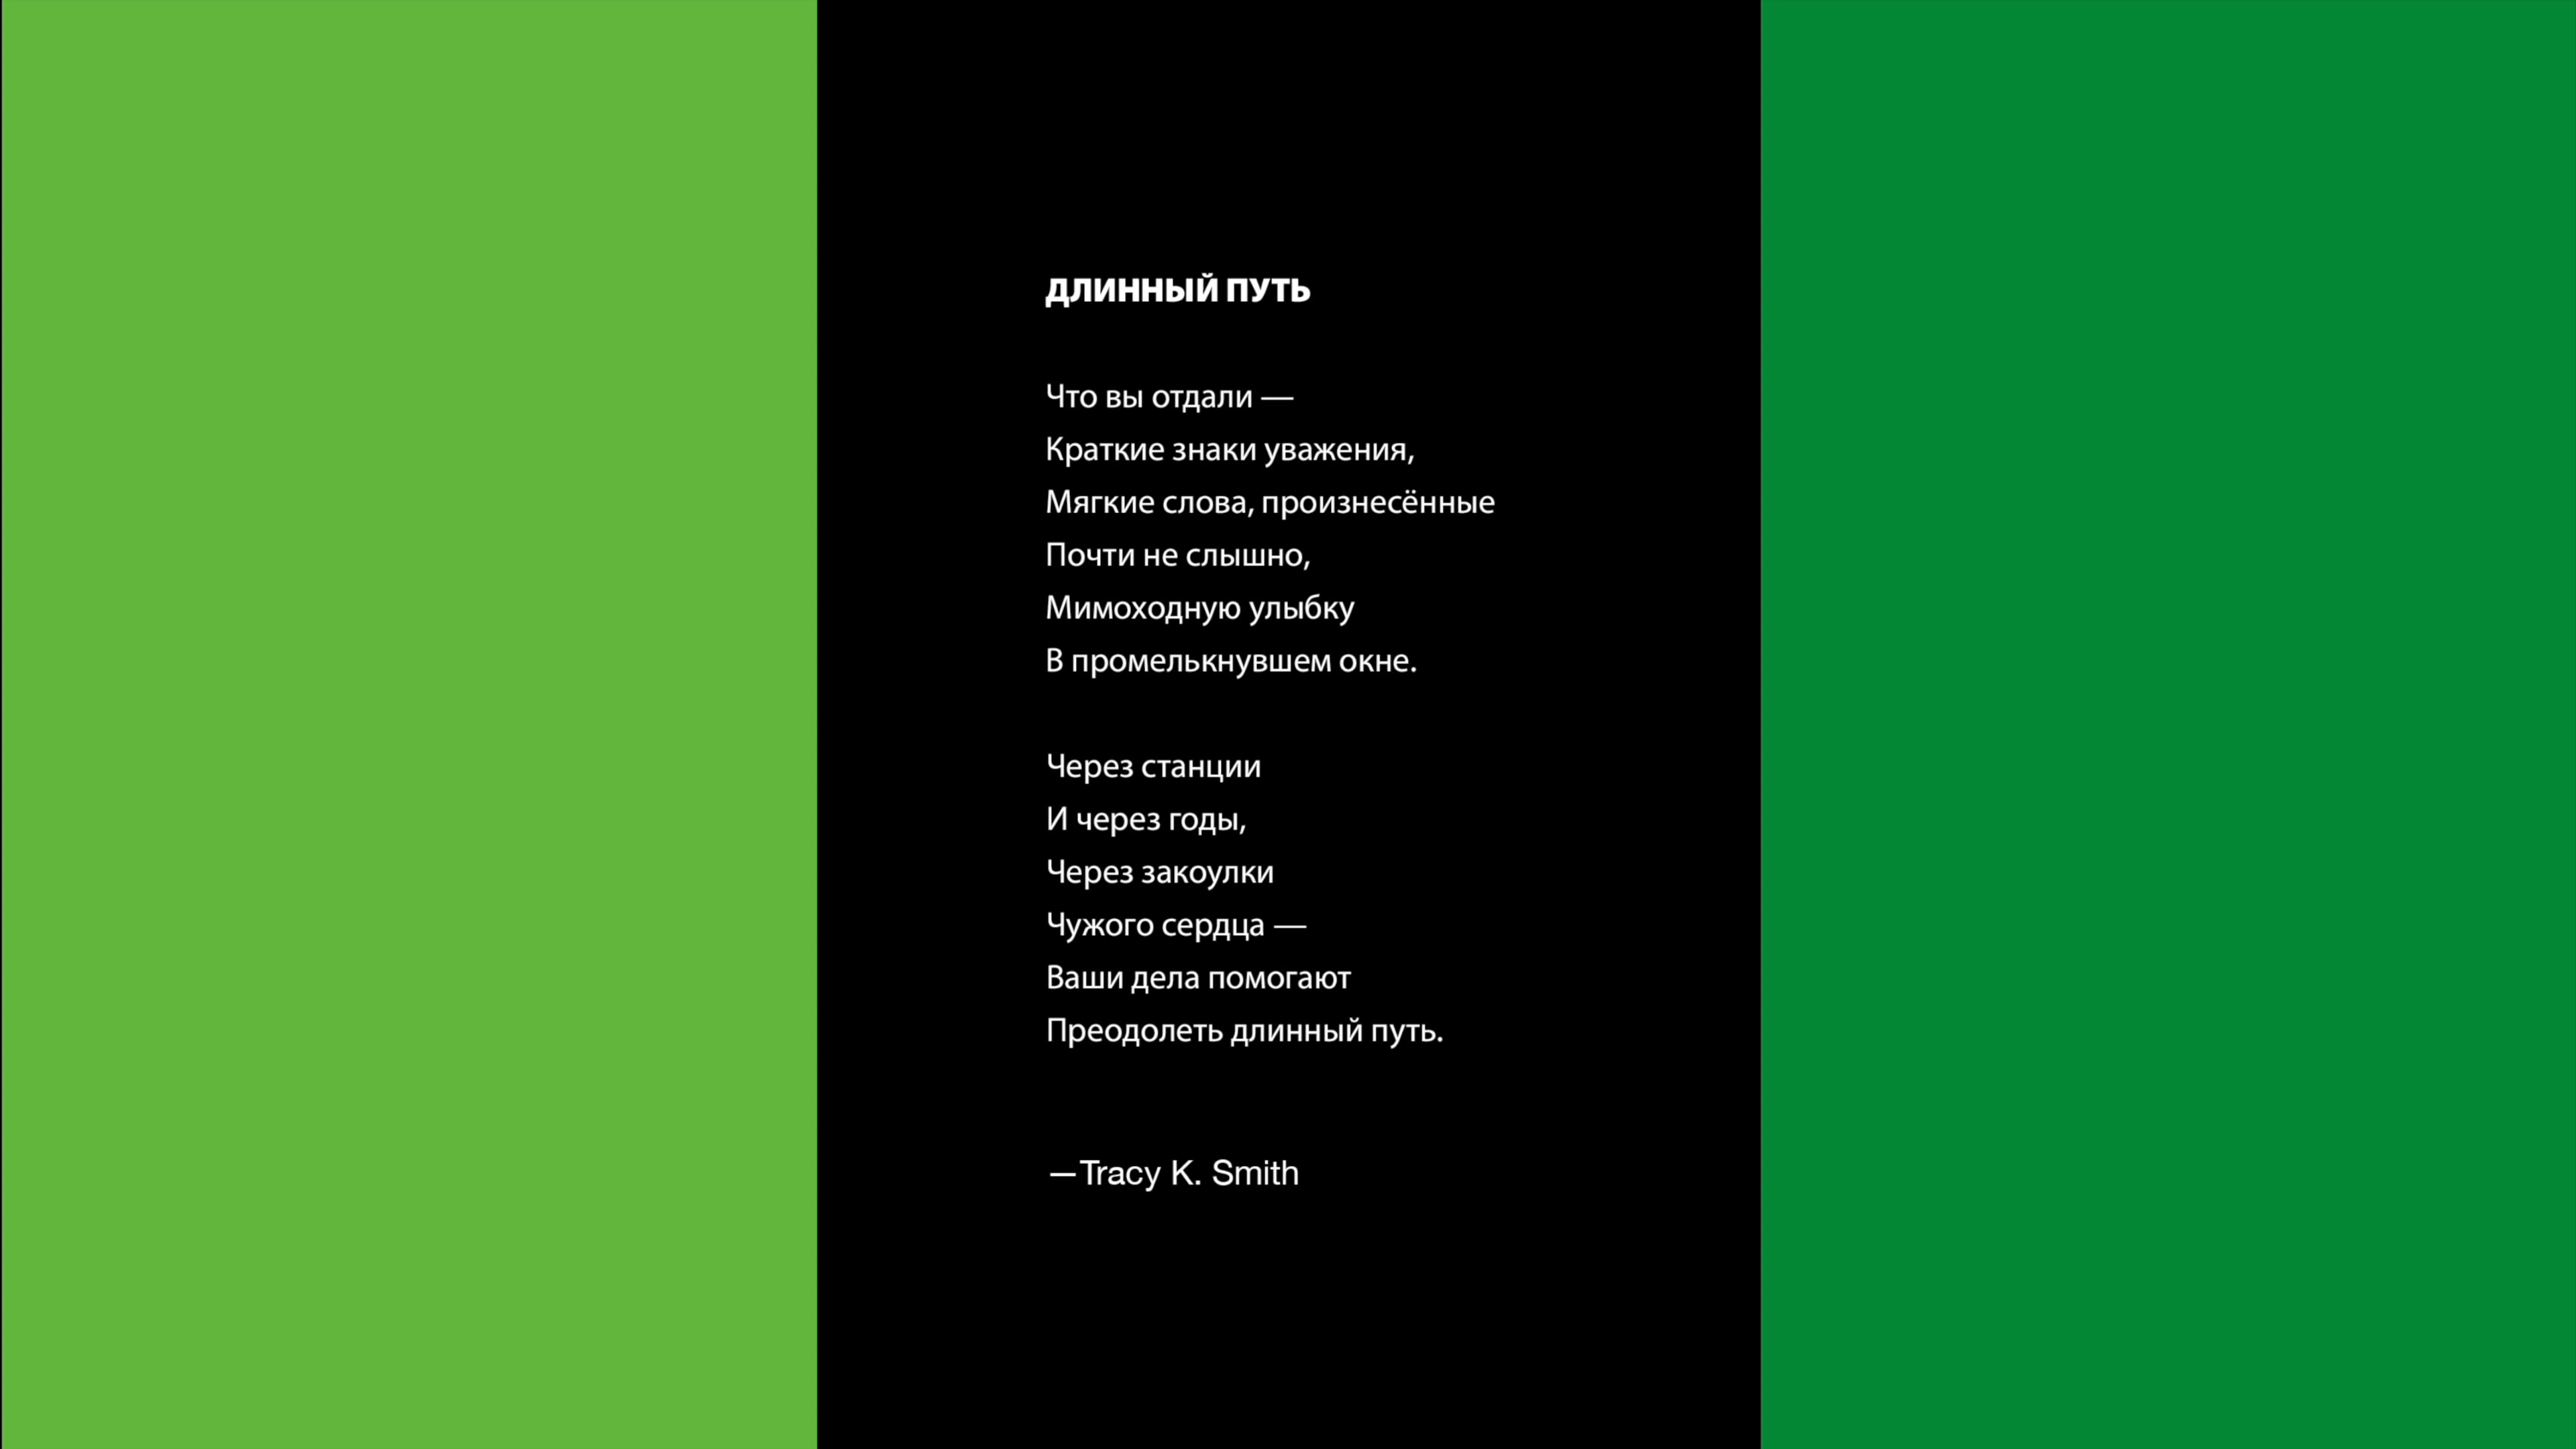 ДЛИННЫЙ ПУТЬ
Что вы отдали —
Краткие знаки уважения,
Мягкие слова, произнесённые
Почти не слышно,
Мимоходную улыбку
В промелькнувшем окне.
Через станции
И через годы,
Через закоулки
Чужого сердца —
Ваши дела помогают
Преодолеть длинный путь.
—Tracy K. Smith